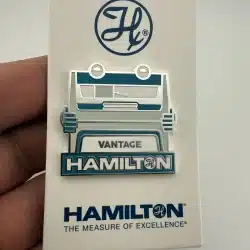 H®
VANTAGE
HAMILTON
HAMILTON®
THE MEASURE OF EXCELLENCE®